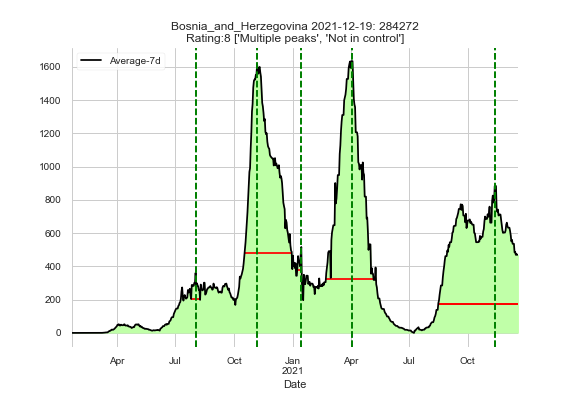 Bosnia_and_Herzegovina 2021-12-19: 284272
Rating:8 ['Multiple peaks', 'Not in control']
Average-7d
1600
1400
1200
1000
800
600
400
200
0
Apr Jul Oct Jan Apr Jul Oct
2021
Date